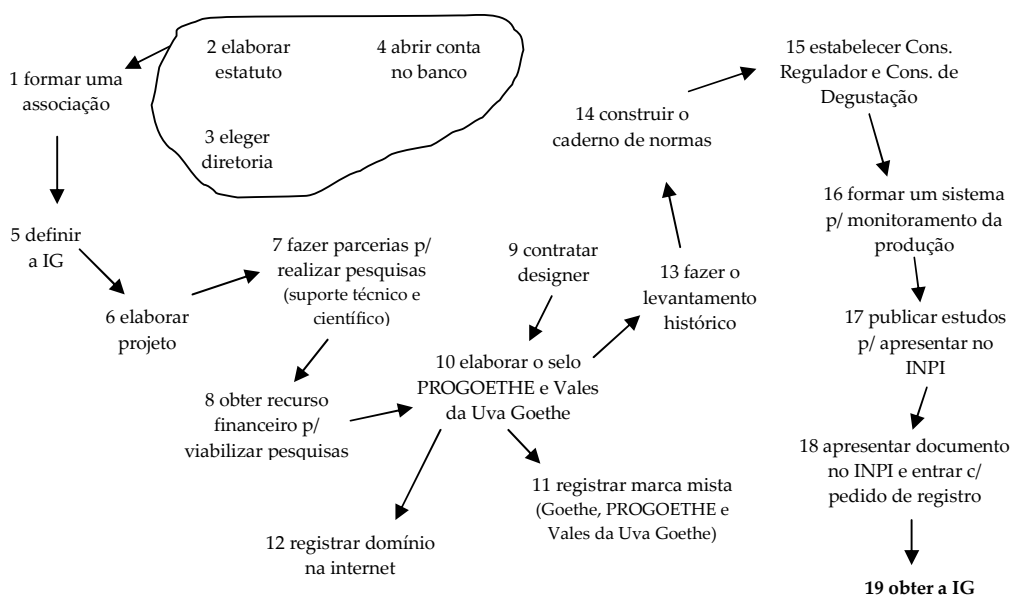 1 formar uma
associação
2 elaborar
estatuto
3 eleger
diretoria
4 abrir conta
no banco
5 definir
a IG
6 elaborar
projeto
7 fazer parcerias p/
realizar pesquisas
(suporte técnico e
científico)
8 obter recurso
financeiro p/
viabilizar pesquisas
9 contratar
designer
10 elaborar o selo
PROGOETHE e Vales
da Uva Goethe
11 registrar marca mista
(Goethe, PROGOETHE e
Vales da Uva Goethe)
12 registrar domínio
na internet
13 fazer o
levantamento
histórico
14 construir o
caderno de normas
15 estabelecer Cons.
Regulador e Cons. de
Degustação
16 formar um sistema
p/ monitoramento da
produção
17 publicar estudos
p/ apresentar no
INPI
18 apresentar documento
no INPI e entrar c/
pedido de registro
19 obter a IG